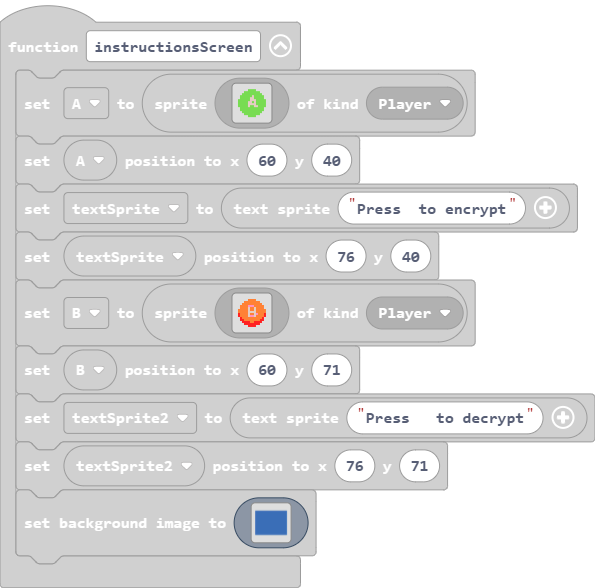 function instructionsScreen
set A to sprite A of kind Player
set A position to x 60 y 40
set textSprite to text sprite "Press  to encrypt"
set textSprite position to x 76 y 40
set B to sprite B of kind Player
set B position to x 60 y 71
set textSprite2 to text sprite "Press   to decrypt"
set textSprite2 position to x 76 y 71
set background image to